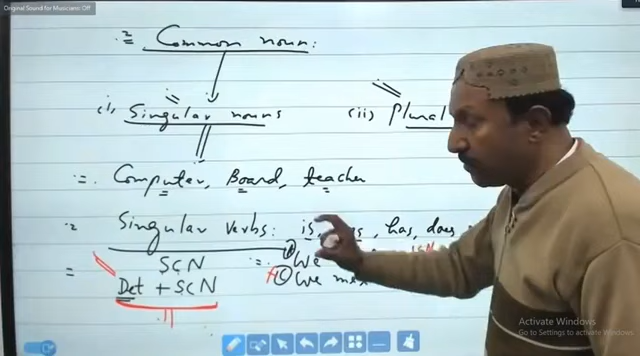 Original Sound for Musicians: Off
Common noun:
(i) Singular nouns (ii) Plural
Computer, Board, teacher
Singular verbs: is, has, does
SCN We
Det + SCN We
Activate Windows
Go to Settings to activate Windows.